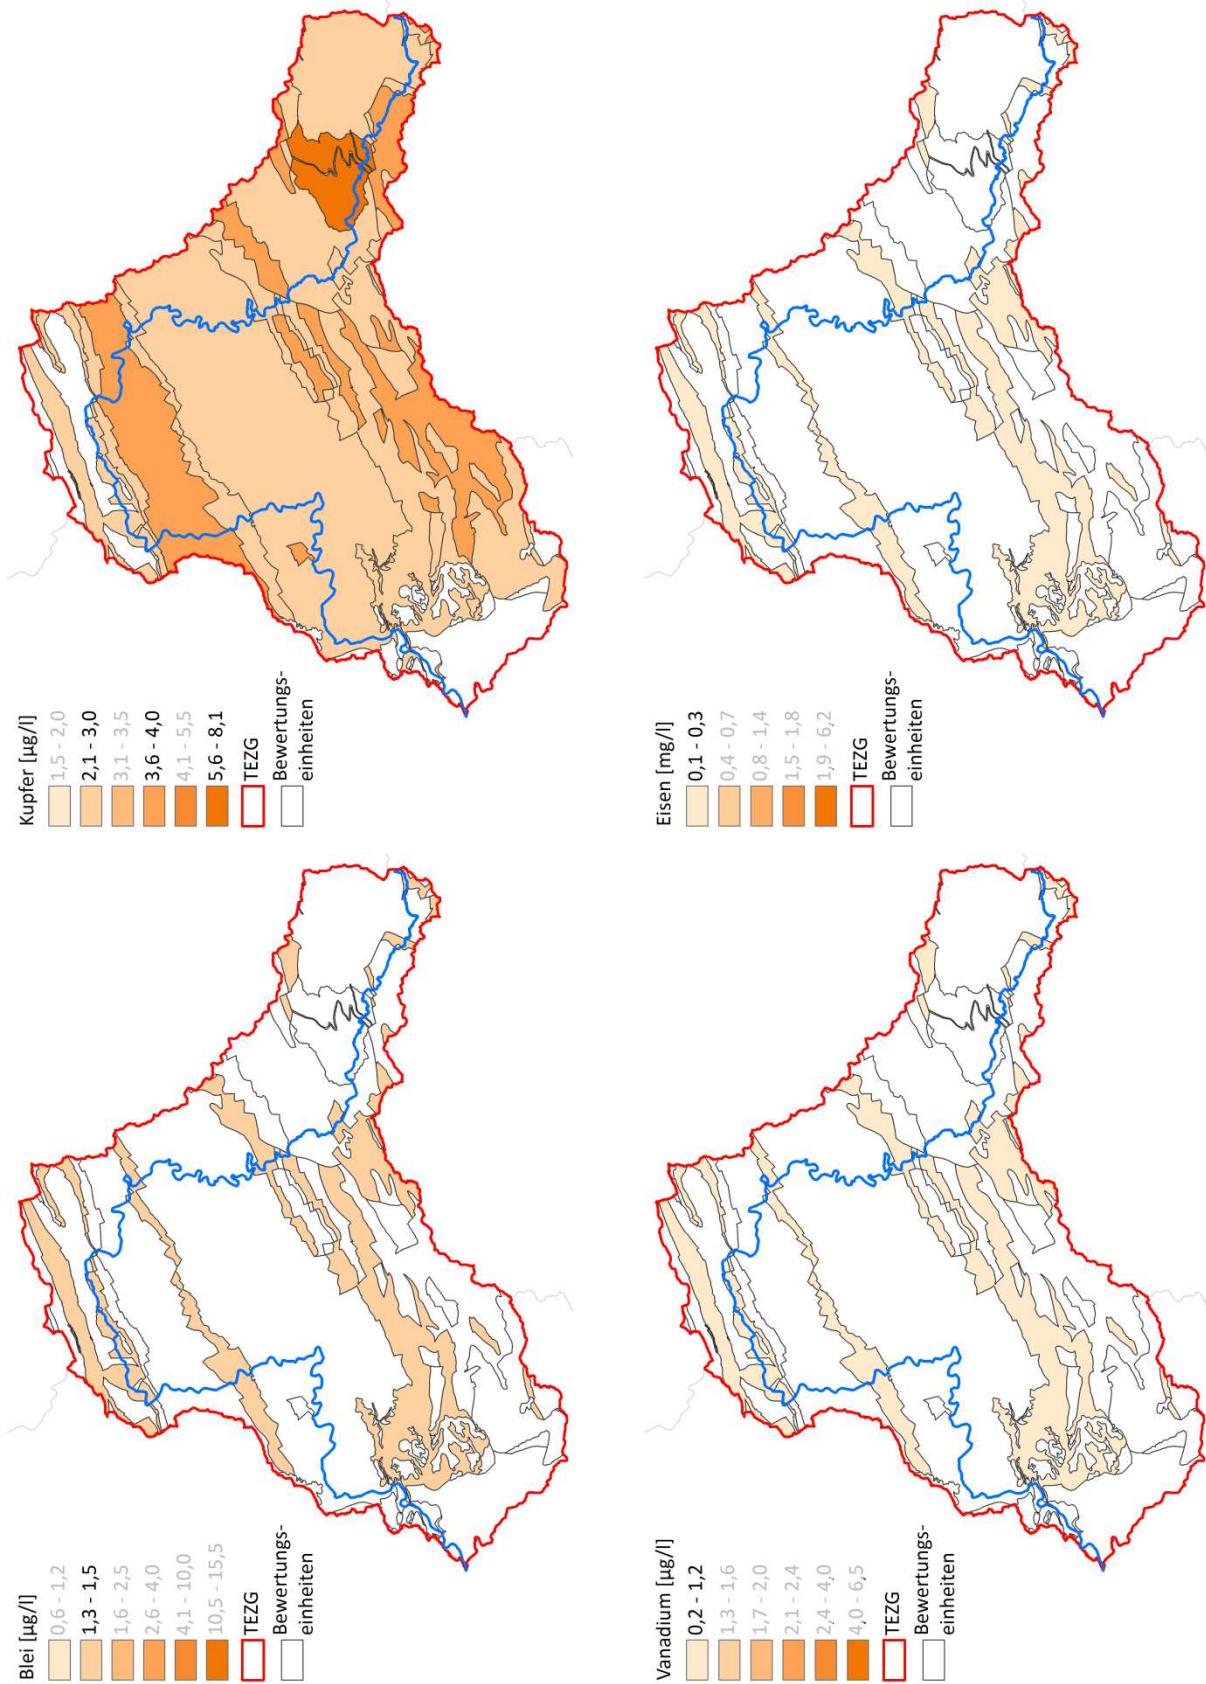 Blei [µg/l]
0,6 - 1,2
1,3 - 1,5
1,6 - 2,5
2,6 - 4,0
4,1 - 10,0
10,5 - 15,5
TEZG
Bewertungs-
einheiten
Kupfer [µg/l]
1,5 - 2,0
2,1 - 3,0
3,1 - 3,5
3,6 - 4,0
4,1 - 5,5
5,6 - 8,1
TEZG
Bewertungs-
einheiten
Vanadium [µg/l]
0,2 - 1,2
1,3 - 1,6
1,7 - 2,0
2,1 - 2,4
2,4 - 4,0
4,0 - 6,5
TEZG
Bewertungs-
einheiten
Eisen [mg/l]
0,1 - 0,3
0,4 - 0,7
0,8 - 1,4
1,5 - 1,8
1,9 - 6,2
TEZG
Bewertungs-
einheiten